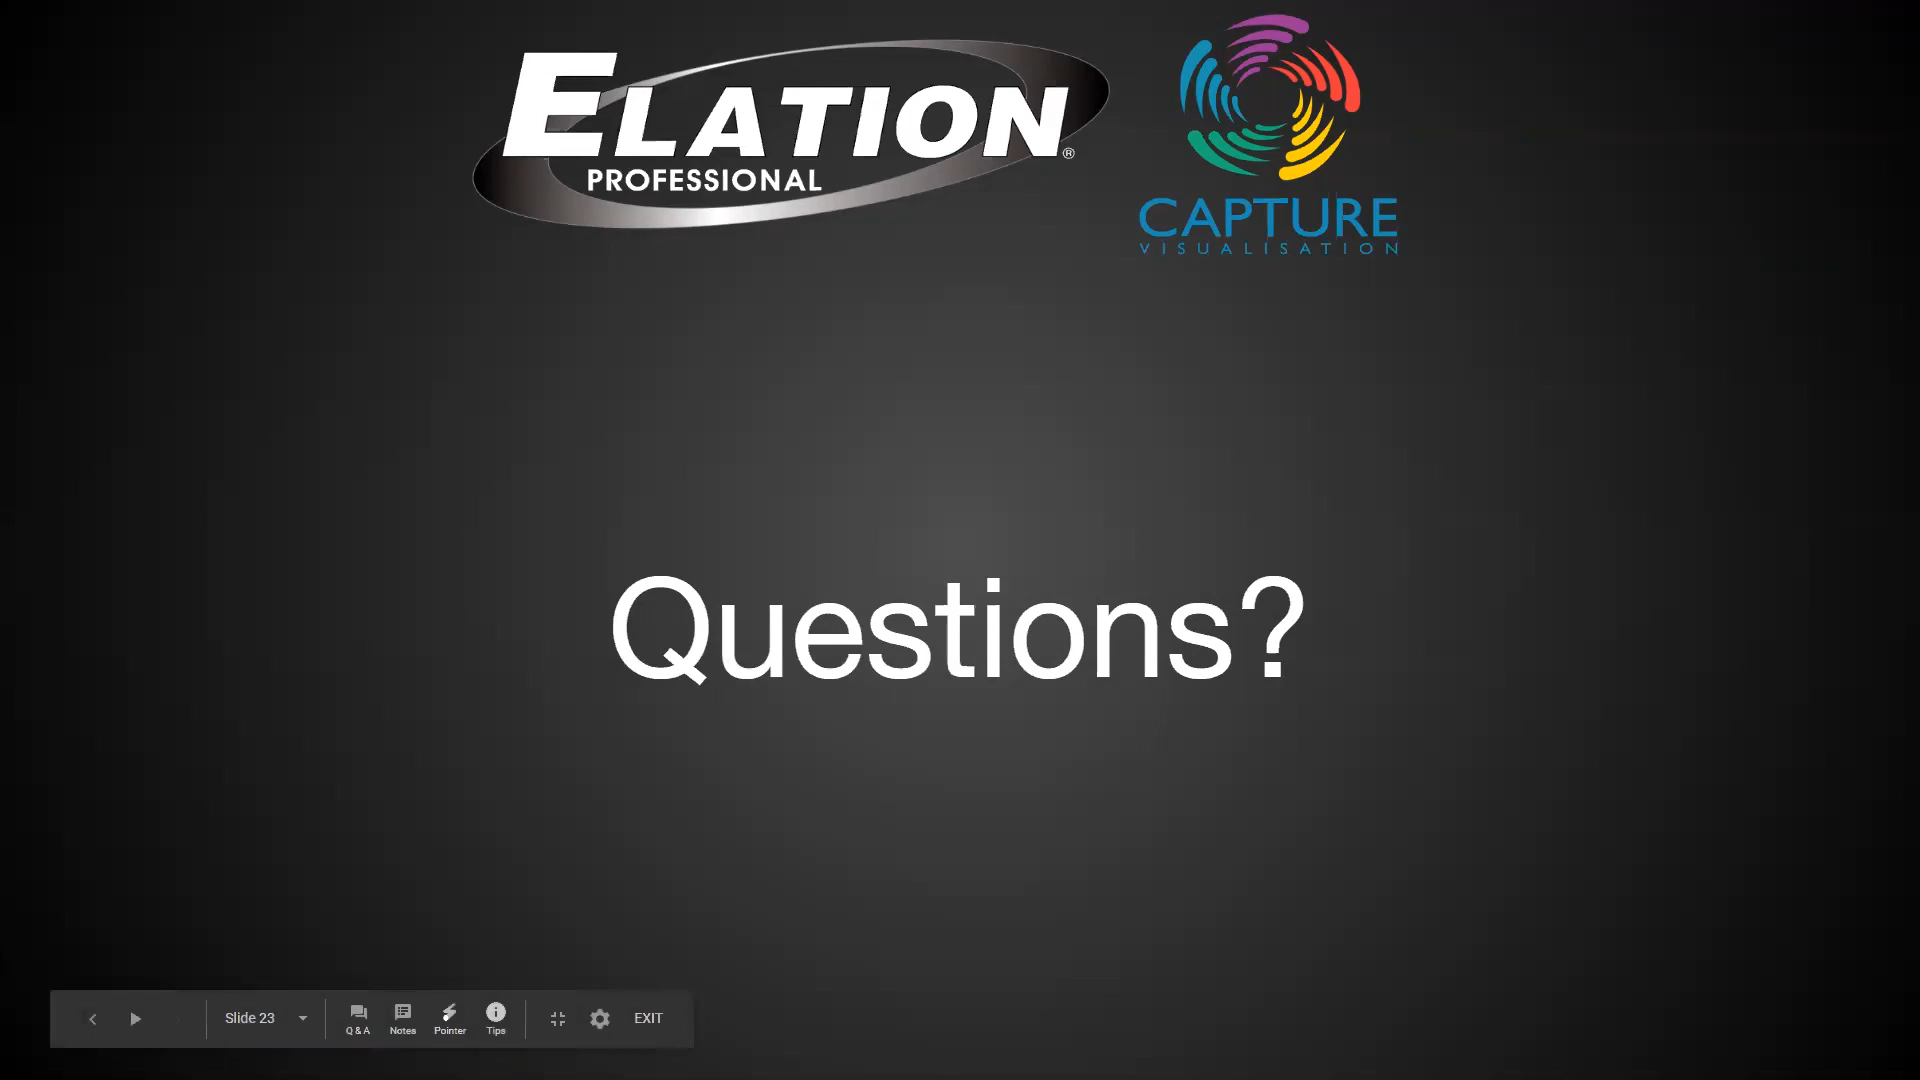 ELATION®
PROFESSIONAL
CAPTURE
VISUALISATION
Questions?
Slide 23
Q & A
Notes
Pointer
Tips
EXIT